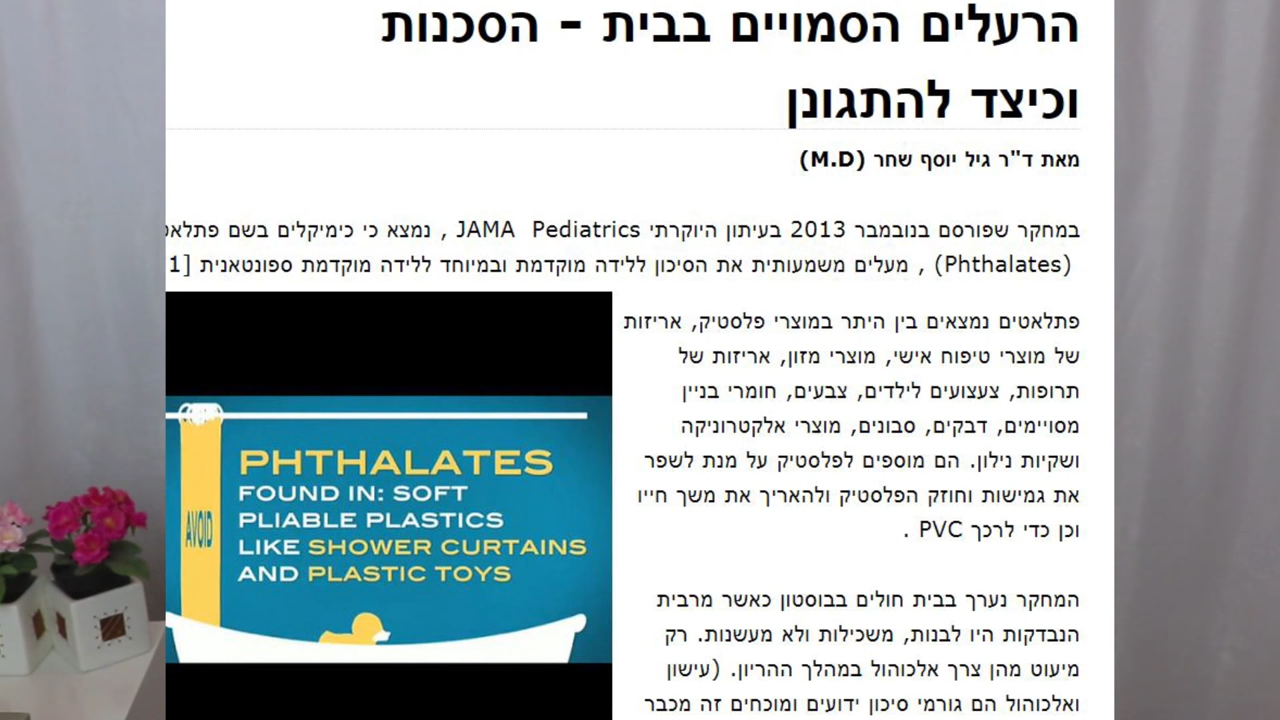 הרעלים הסמויים בבית - הסכנות
וכיצד להתגונן
מאת ד"ר גיל יוסף שחר (M.D)
במחקר שפורסם בנובמבר 2013 בעיתון היוקרתי JAMA Pediatrics , נמצא כי כימיקלים בשם
(Phthalates) , מעלים משמעותית את הסיכון ללידה מוקדמת ובמיוחד ללידה מוקדמת ספונטאנית [1
פתלאטים נמצאים בין היתר במוצרי פלסטיק, אריזות
של מוצרי טיפוח אישי, מוצרי מזון, אריזות של
תרופות, צעצועים לילדים, צבעים, חומרי בניין
מסויימים, דבקים, סבונים, מוצרי אלקטרוניקה
ושקיות נילון. הם מוספים לפלסטיק על מנת לשפר
את גמישות וחוזק הפלסטיק ולהאריך את משך חייו
וכן כדי לרכך PVC .
המחקר נערך בבית חולים בבוסטון כאשר מרבית
הנבדקות היו לבנות, משכילות ולא מעשנות. רק
מיעוט מהן צרך אלכוהול במהלך ההריון. (עישון
ואלכוהול הם גורמי סיכון ידועים ומוכחים זה מכבר
AVOID
PHTHALATES
FOUND IN: SOFT
PLIABLE PLASTICS
LIKE SHOWER CURTAINS
AND PLASTIC TOYS